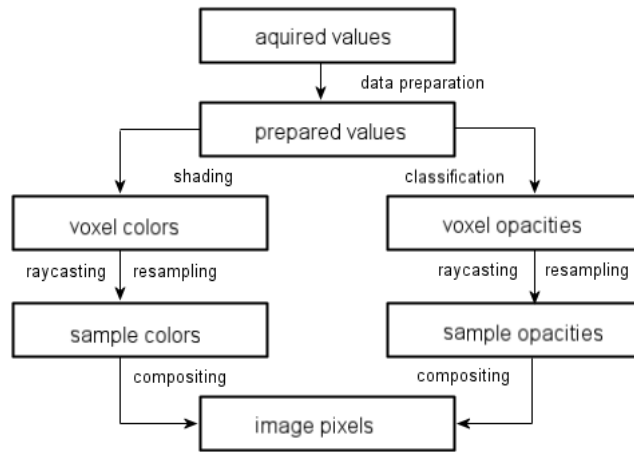 aquired values
data preparation
prepared values
shading
classification
voxel colors
voxel opacities
raycasting resampling
raycasting resampling
sample colors
sample opacities
compositing
compositing
image pixels